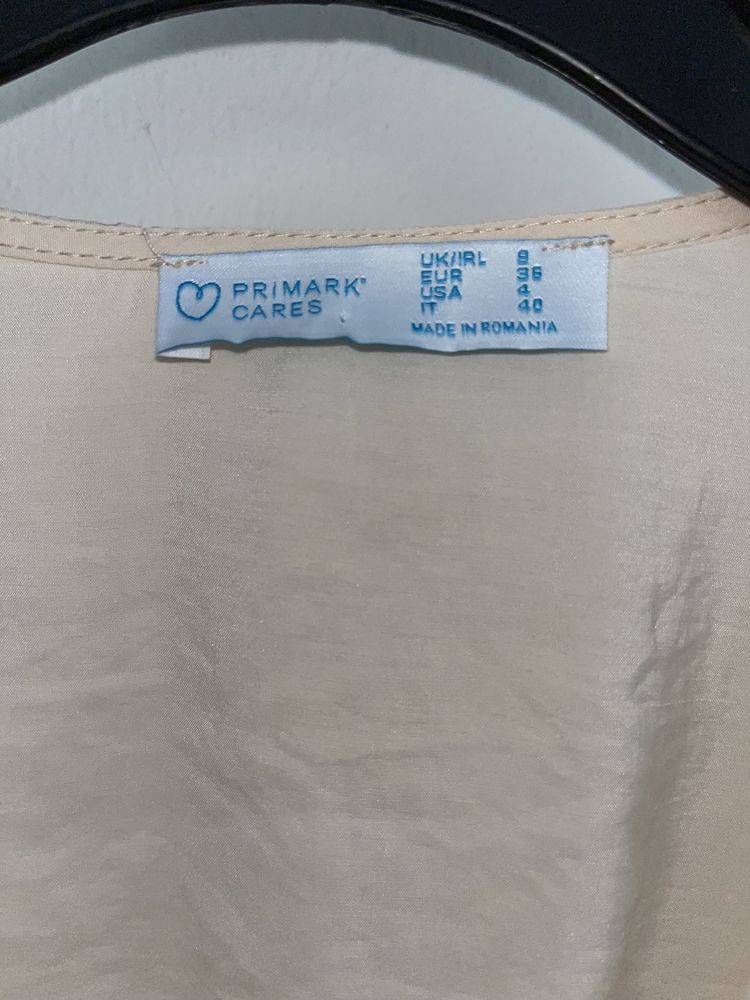 PRIMARK®
CARES
UK/IRL 8
EUR 36
USA 4
IT 40
MADE IN ROMANIA